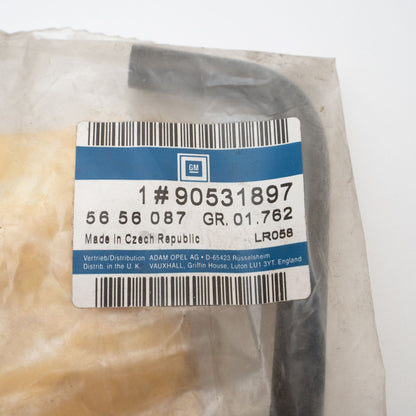 GM
1#90531897
56 56 087 GR. 01.762
Made in Czech Republic LR058
Vertrieb/Distribution ADAM OPEL AG • D-65423 Rüsselsheim
Distrib. in the U. K. VAUXHALL, Griffin House, Luton LU1 3YT. England